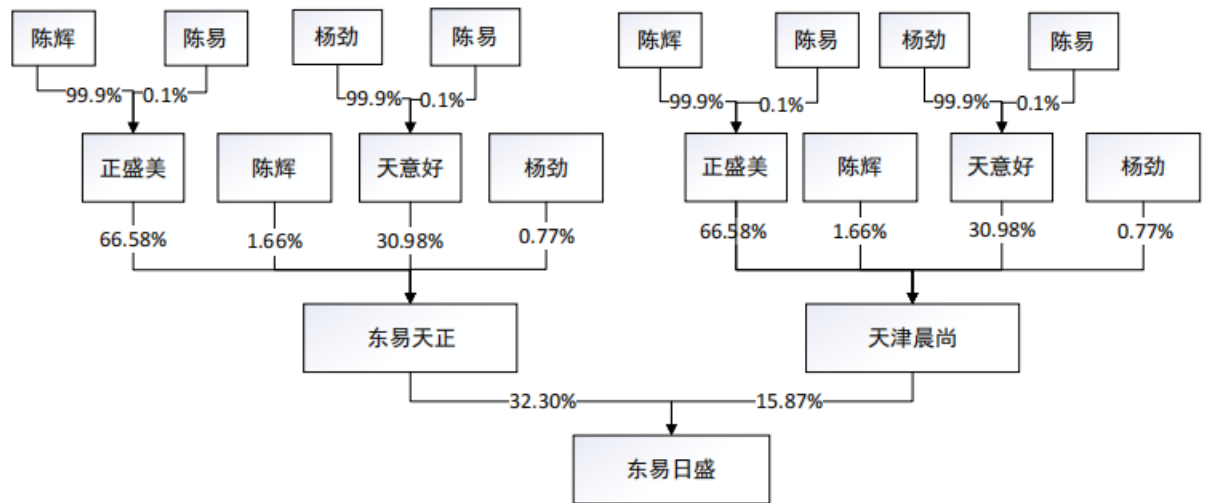 陈辉 陈易 杨劲 陈易 陈辉 陈易 杨劲 陈易
99.9% 0.1% 99.9% 0.1% 99.9% 0.1% 99.9% 0.1%
正盛美 陈辉 天意好 杨劲 正盛美 陈辉 天意好 杨劲
66.58% 1.66% 30.98% 0.77% 66.58% 1.66% 30.98% 0.77%
东易天正 天津晨尚
32.30% 15.87%
东易日盛